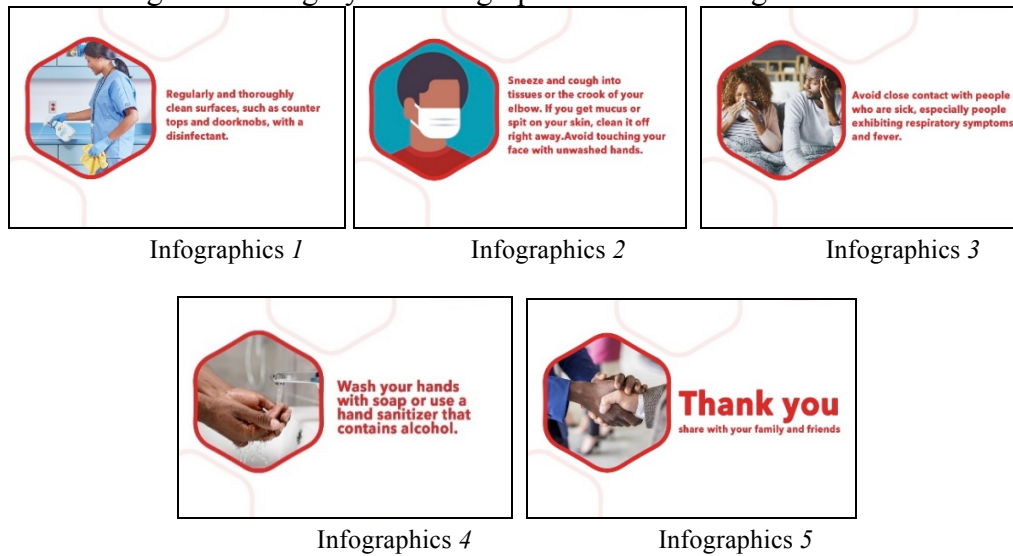 Regularly and thoroughly
clean surfaces, such as counter
tops and doorknobs, with a
disinfectant.
Sneeze and cough into
tissues or the crook of your
elbow. If you get mucus or
spit on your skin, clean it off
right away.Avoid touching your
face with unwashed hands.
Avoid close contact with people
who are sick, especially people
exhibiting respiratory symptoms
and fever.
Infographics 1
Infographics 2
Infographics 3
Wash your hands
with soap or use a
hand sanitizer that
contains alcohol.
Thank you
share with your family and friends
Infographics 4
Infographics 5